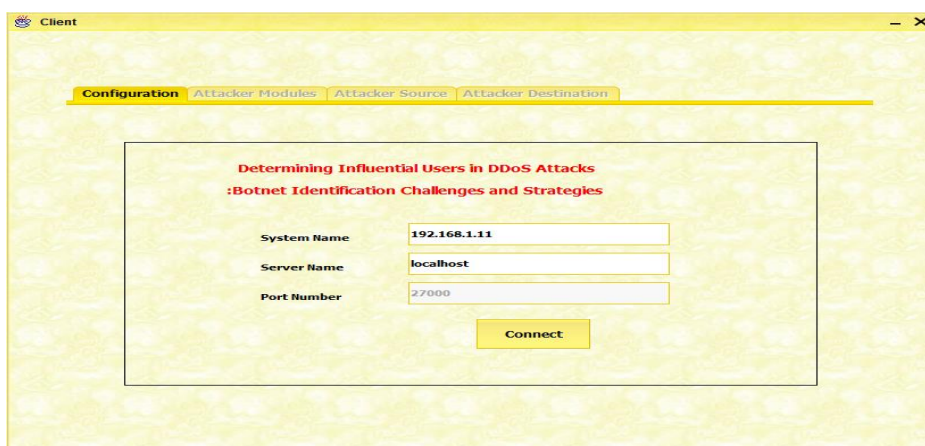 Client
Configuration Attacker Modules Attacker Source Attacker Destination
Determining Influential Users in DDoS Attacks
:Botnet Identification Challenges and Strategies
System Name 192.168.1.11
Server Name localhost
Port Number 27000
Connect